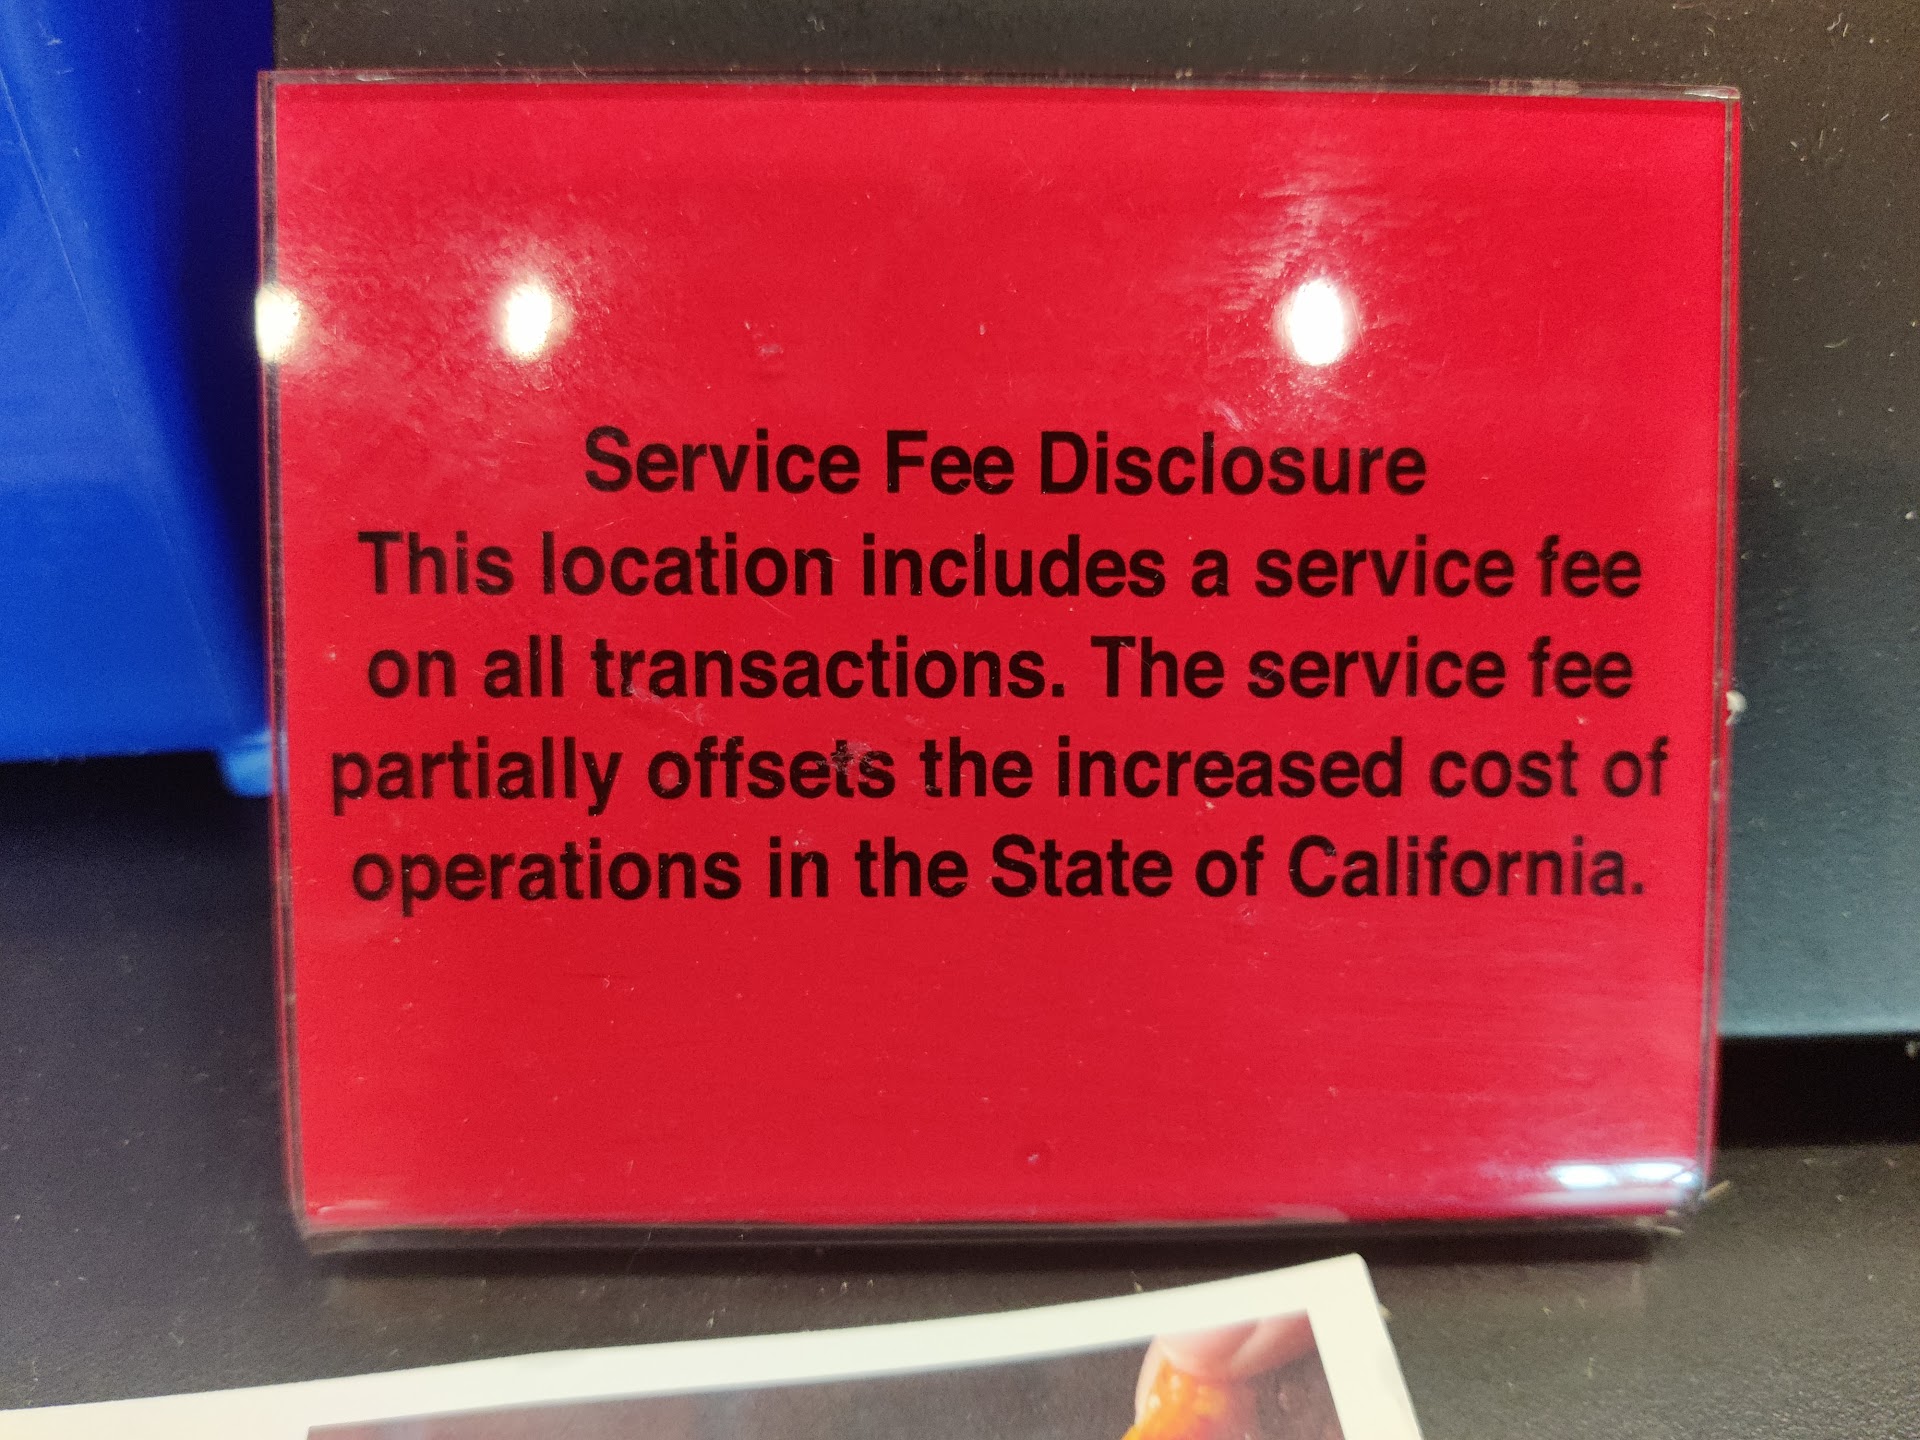 Service Fee Disclosure
This location includes a service fee
on all transactions. The service fee
partially offsets the increased cost of
operations in the State of California.